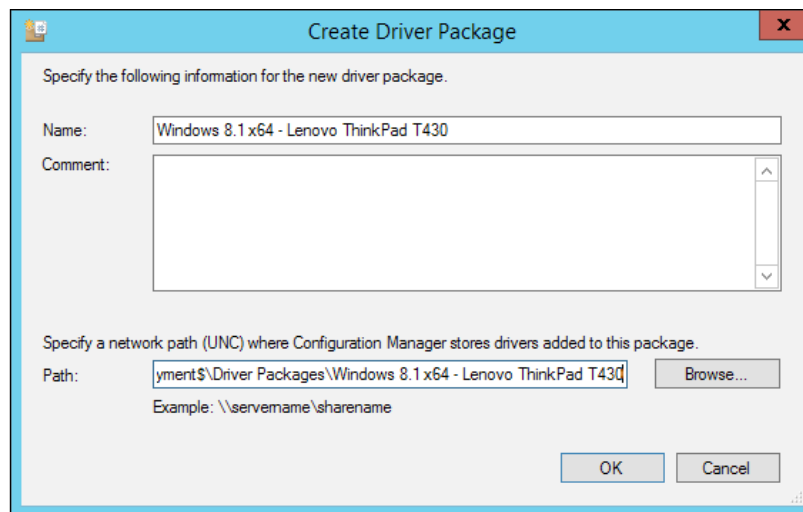 Create Driver Package
x
Specify the following information for the new driver package.
Name: Windows 8.1 x64 - Lenovo ThinkPad T430
Comment:
Specify a network path (UNC) where Configuration Manager stores drivers added to this package.
Path: yment$\Driver Packages\Windows 8.1 x64 - Lenovo ThinkPad T430 Browse...
Example: \\servername\sharename
OK Cancel